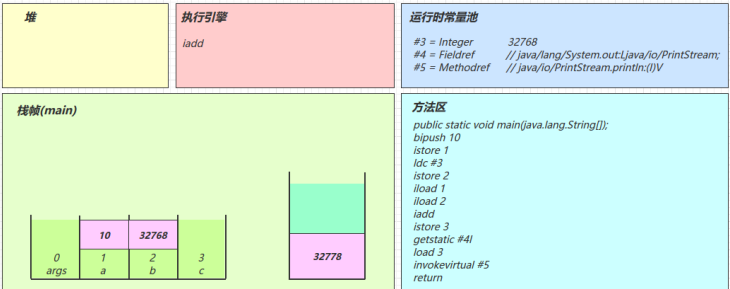 堆
执行引擎
iadd
运行时常量池
#3 = Integer 32768
#4 = Fieldref // java/lang/System.out:Ljava/io/PrintStream;
#5 = Methodref // java/io/PrintStream.println:(I)V
栈帧(main)
10 32768
0 1 2 3
args a b c
32778
方法区
public static void main(java.lang.String[]);
bipush 10
istore 1
ldc #3
istore 2
iload 1
iload 2
iadd
istore 3
getstatic #4I
load 3
invokevirtual #5
return